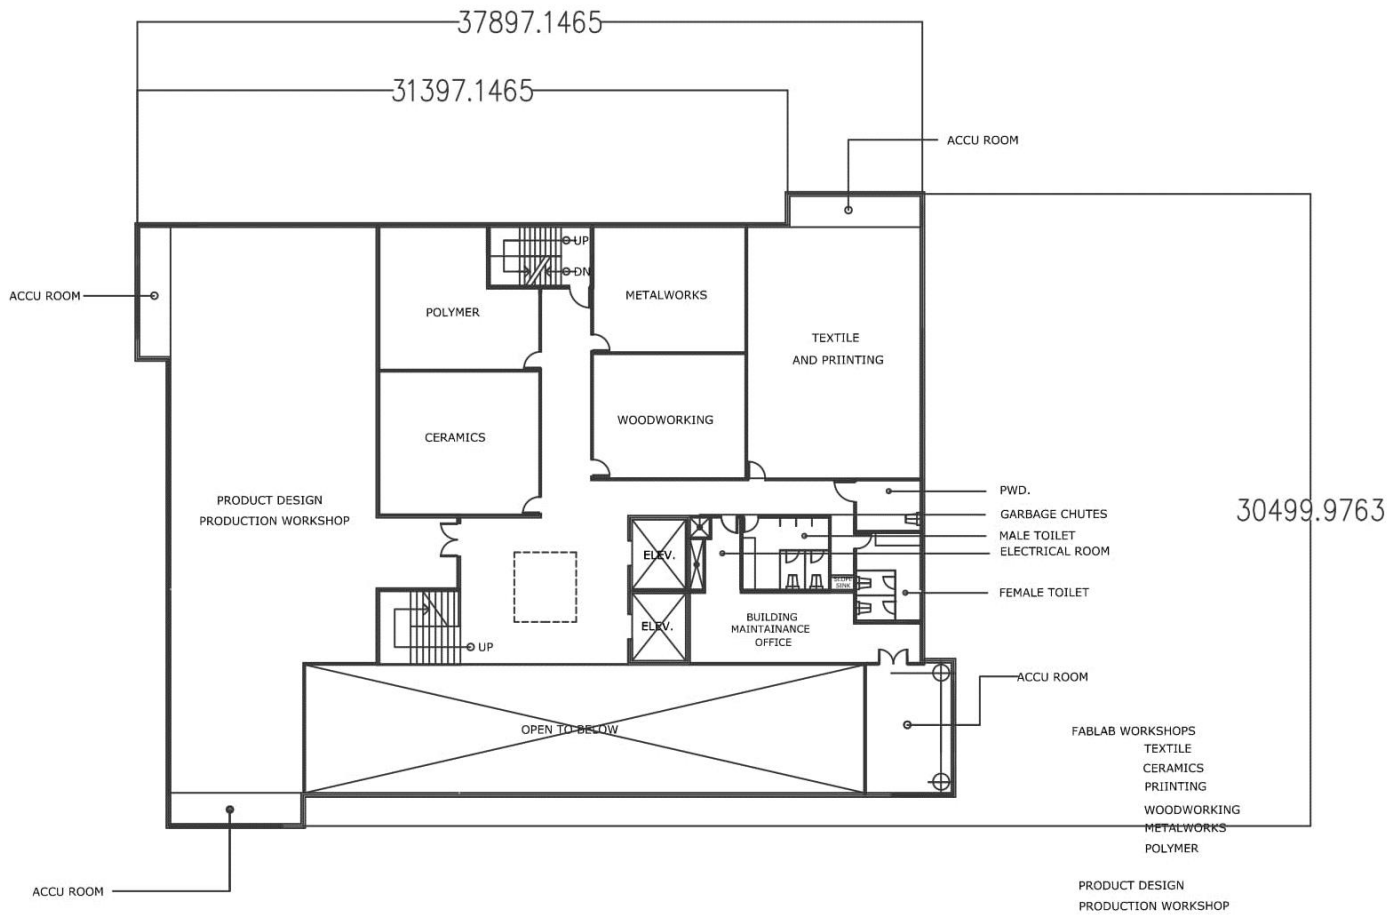 37897.1465
31397.1465
ACCU ROOM
UP
DN
ACCU ROOM
METALWORKS
POLYMER
TEXTILE
AND PRIINTING
WOODWORKING
CERAMICS
PRODUCT DESIGN
PRODUCTION WORKSHOP
PWD.
30499.9763
GARBAGE CHUTES
MALE TOILET
ELECTRICAL ROOM
ELEV.
SLOP
SINK
FEMALE TOILET
BUILDING
MAINTAINANCE
OFFICE
ELEV.
UP
ACCU ROOM
OPEN TO BELOW
FABLAB WORKSHOPS
TEXTILE
CERAMICS
PRIINTING
WOODWORKING
METALWORKS
POLYMER
ACCU ROOM
PRODUCT DESIGN
PRODUCTION WORKSHOP